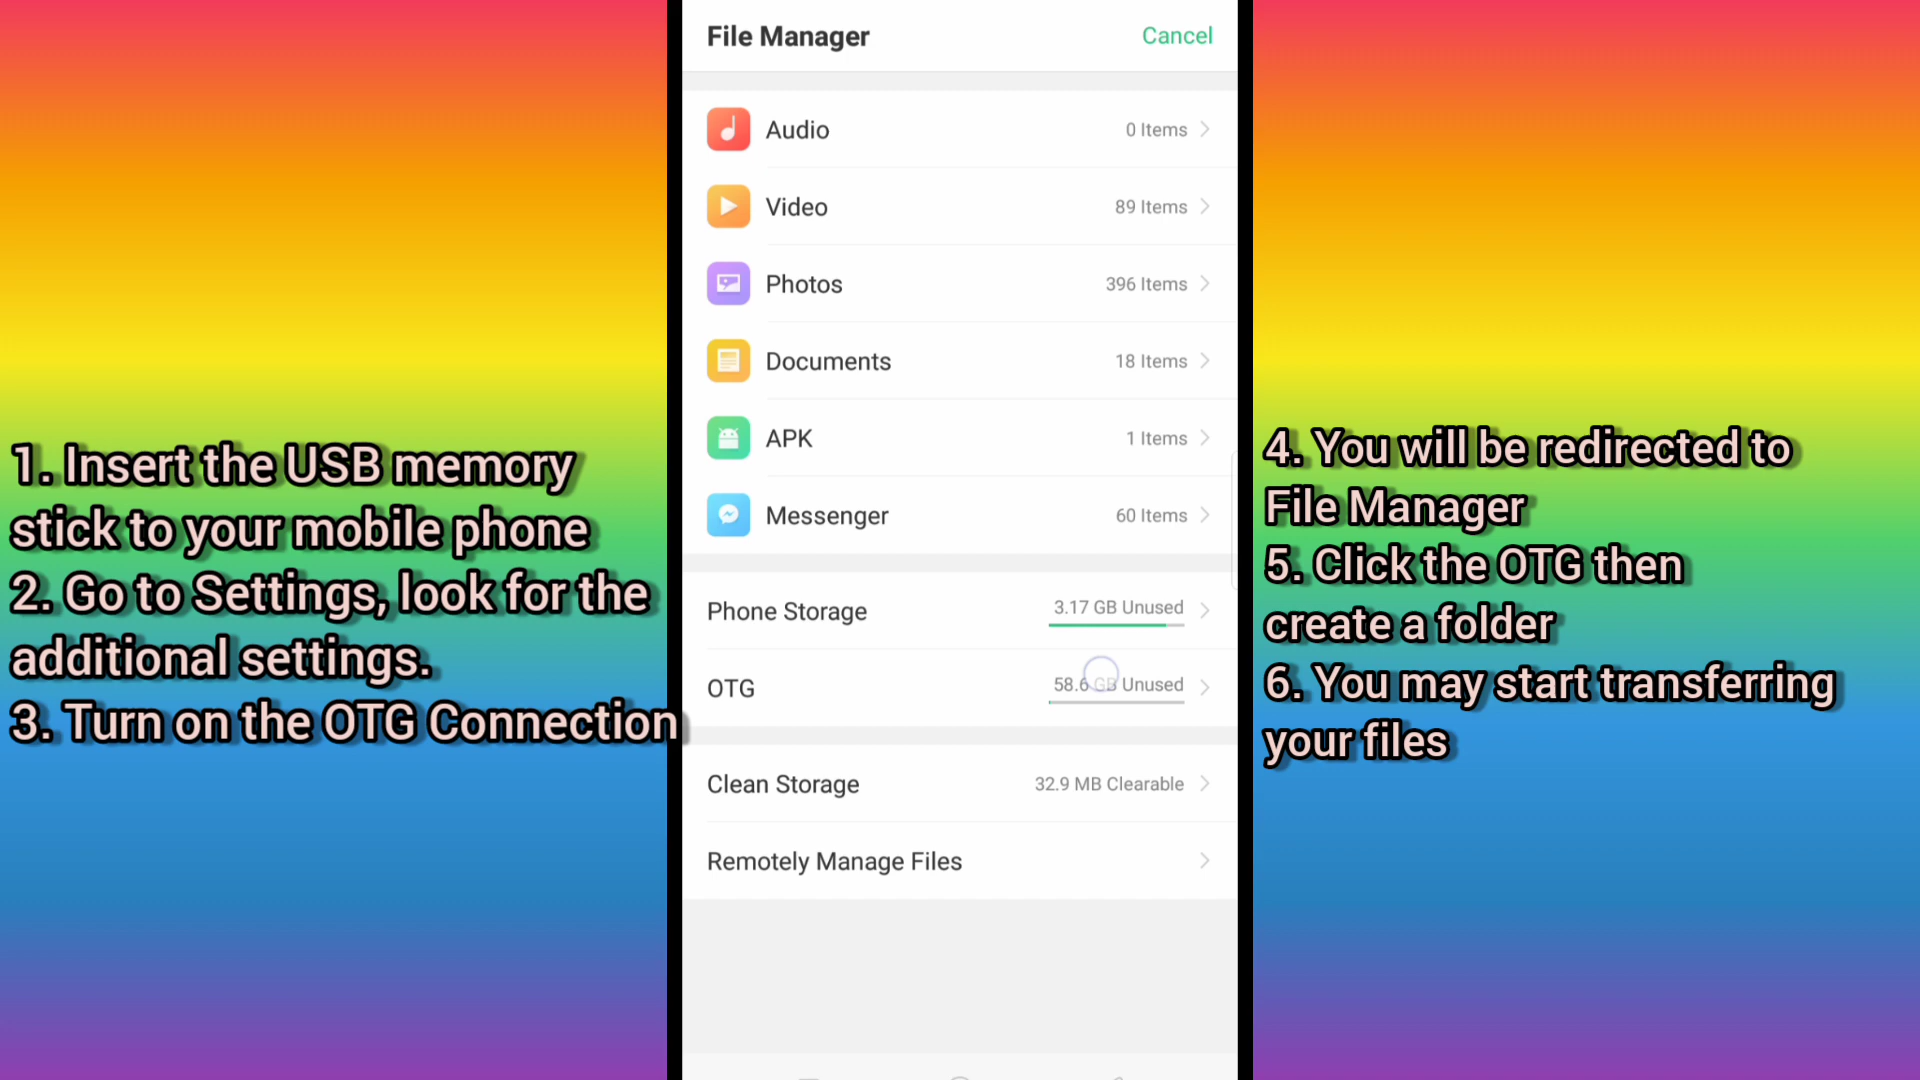 1. Insert the USB memory
stick to your mobile phone
2. Go to Settings, look for the
additional settings.
3. Turn on the OTG Connection
File Manager
Cancel
Audio 0 Items
Video 89 Items
Photos 396 Items
Documents 18 Items
APK 1 Items
Messenger 60 Items
Phone Storage 3.17 GB Unused
OTG 58.6 GB Unused
Clean Storage 32.9 MB Clearable
Remotely Manage Files
4. You will be redirected to
File Manager
5. Click the OTG then
create a folder
6. You may start transferring
your files